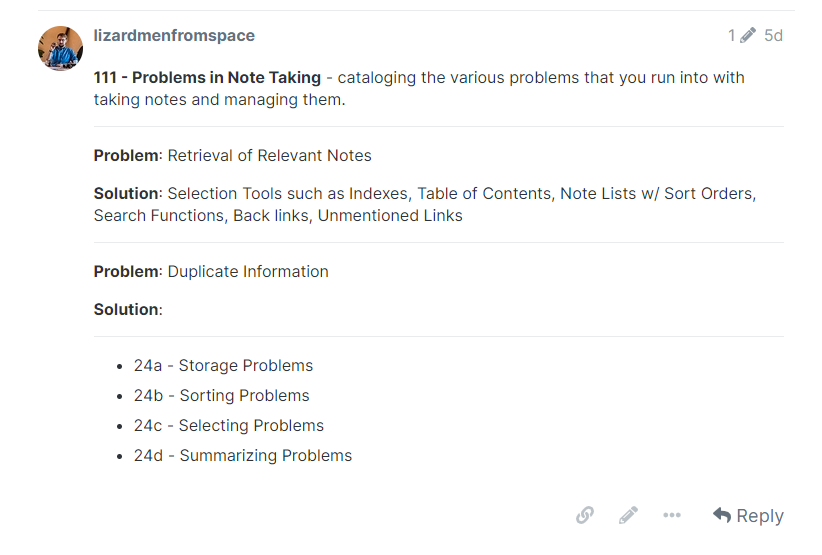 lizardmenfromspace
1 5d
111 - Problems in Note Taking - cataloging the various problems that you run into with
taking notes and managing them.
Problem: Retrieval of Relevant Notes
Solution: Selection Tools such as Indexes, Table of Contents, Note Lists w/ Sort Orders,
Search Functions, Back links, Unmentioned Links
Problem: Duplicate Information
Solution:
• 24a - Storage Problems
• 24b - Sorting Problems
• 24c - Selecting Problems
• 24d - Summarizing Problems
Reply